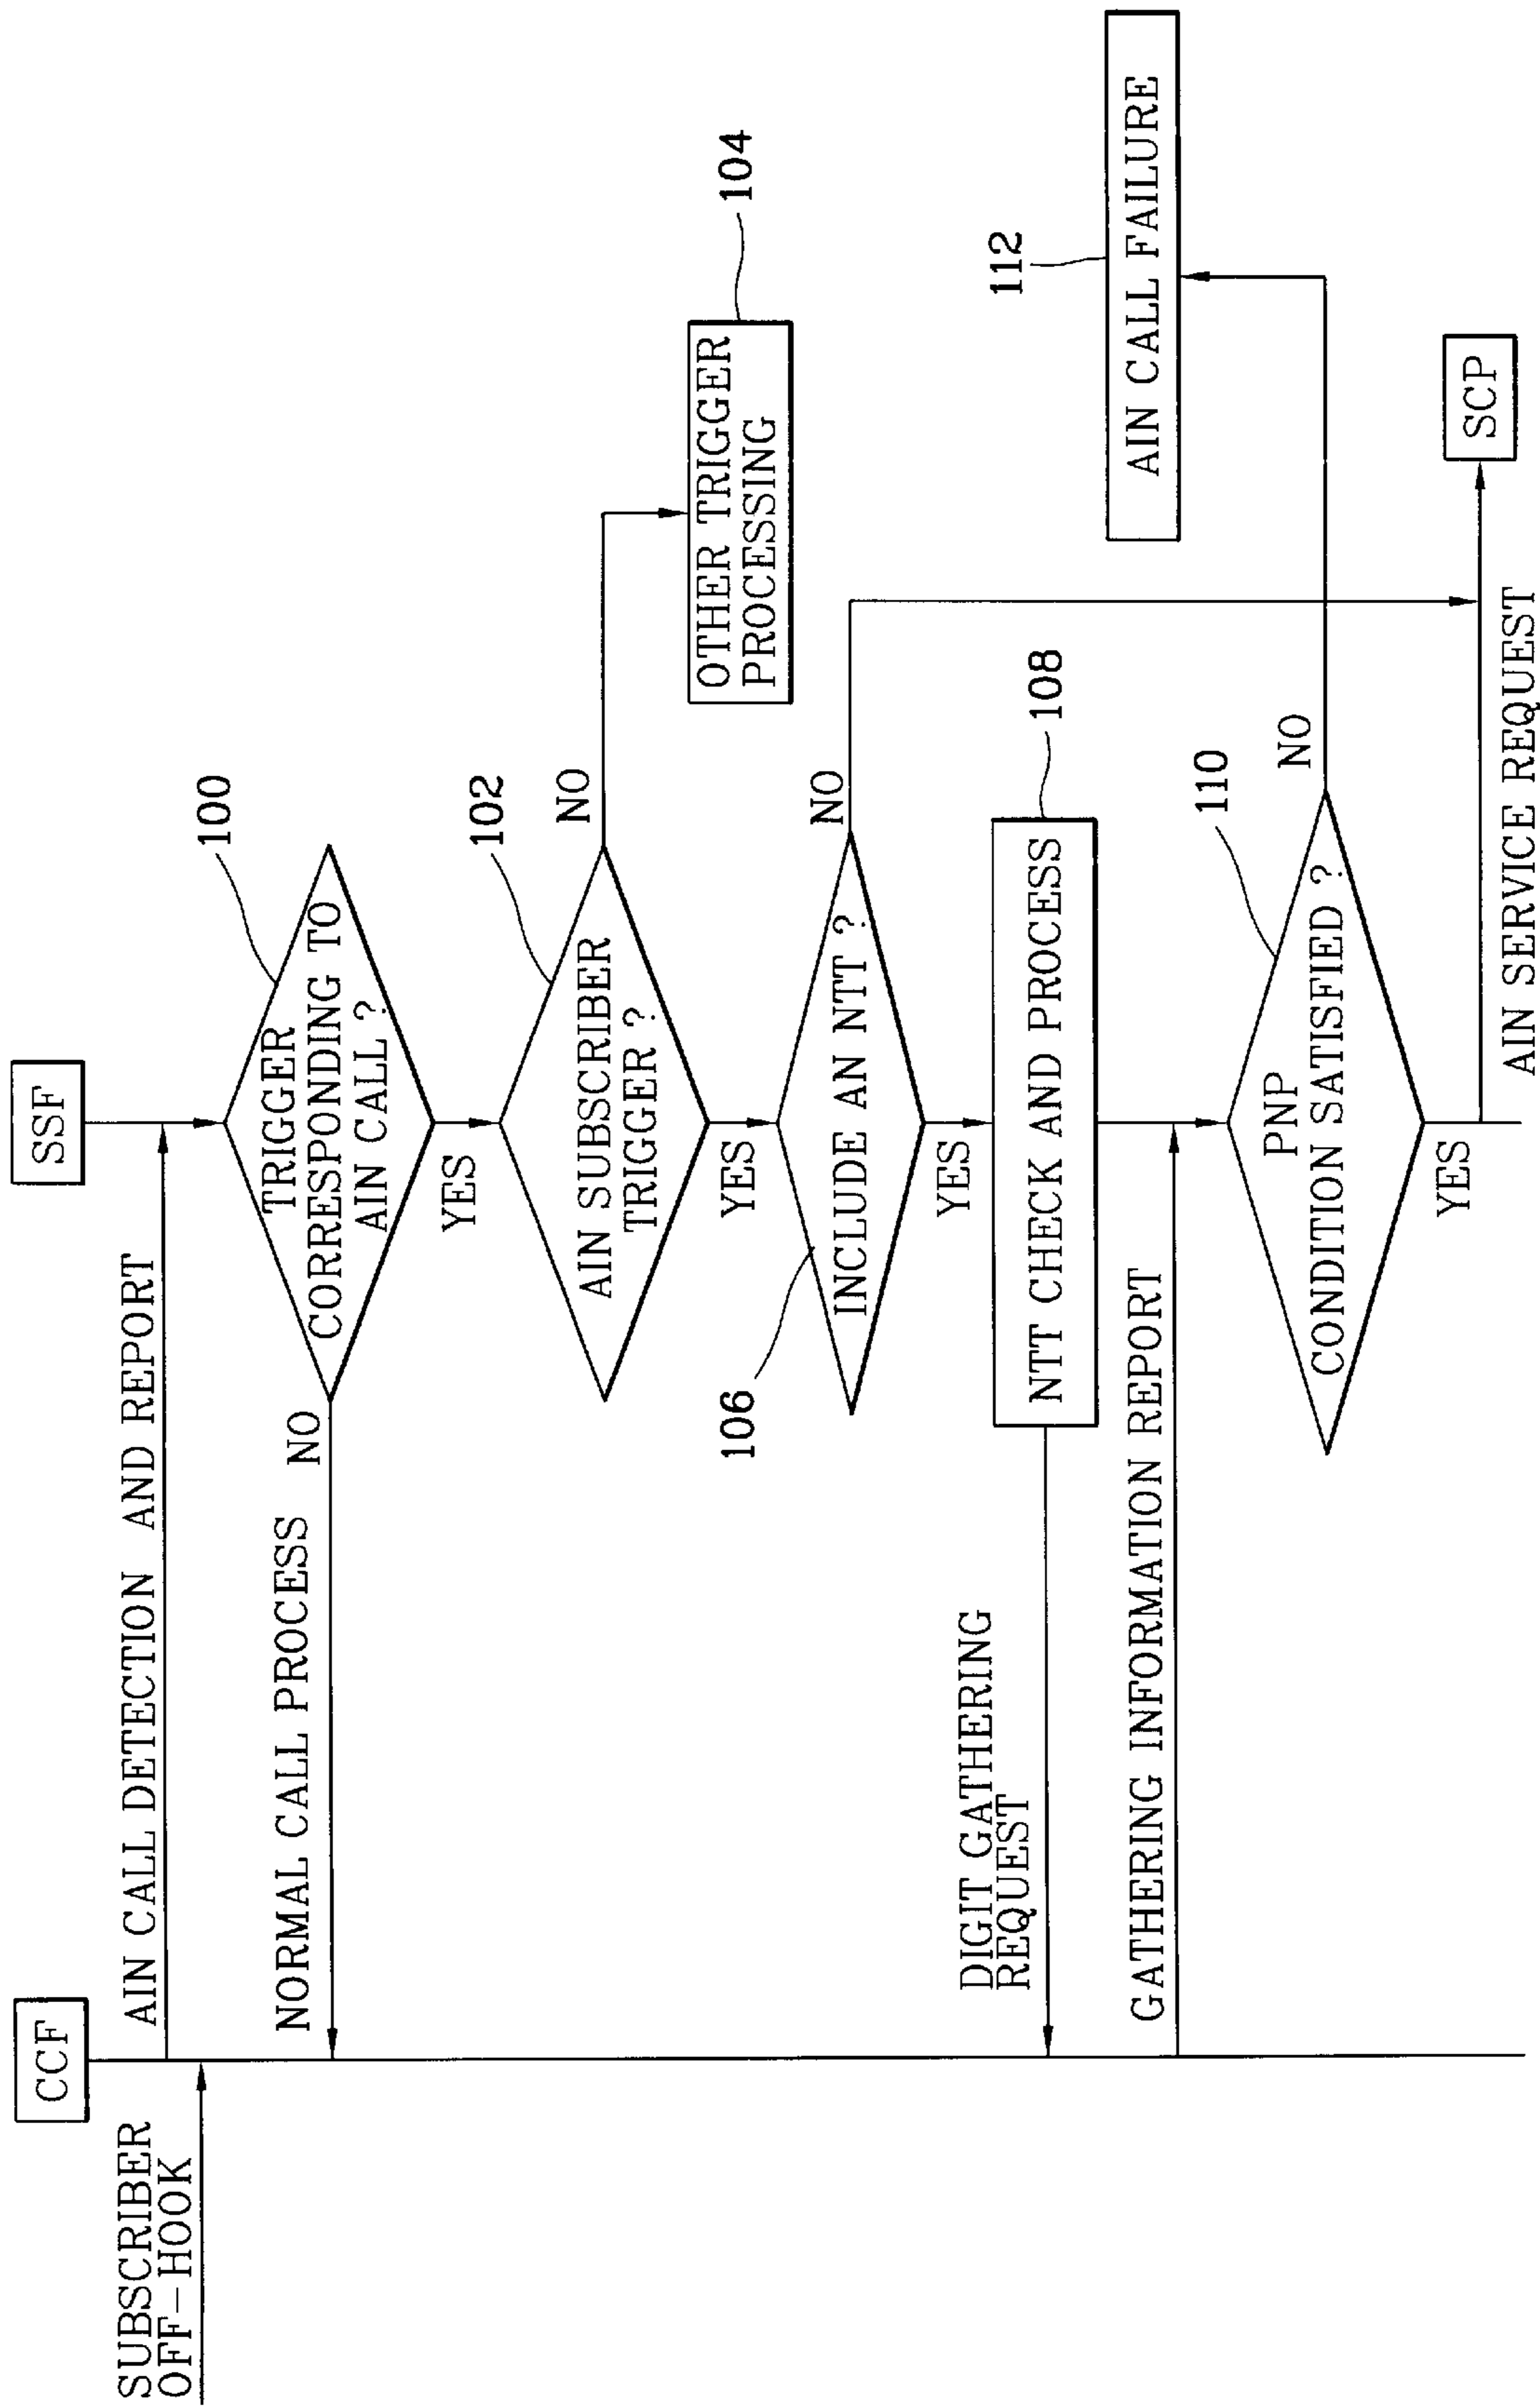 CCF
SSF
SUBSCRIBER
OFF-HOOK
AIN CALL DETECTION AND REPORT
100
TRIGGER
CORRESPONDING TO
AIN CALL ?
NO
NORMAL CALL PROCESS
YES
102
AIN SUBSCRIBER
TRIGGER ?
NO
OTHER TRIGGER
PROCESSING
104
YES
106
INCLUDE AN NTT ?
NO
YES
DIGIT GATHERING
REQUEST
NTT CHECK AND PROCESS
108
GATHERING INFORMATION REPORT
110
PNP
CONDITION SATISFIED ?
NO
112
AIN CALL FAILURE
YES
SCP
AIN SERVICE REQUEST